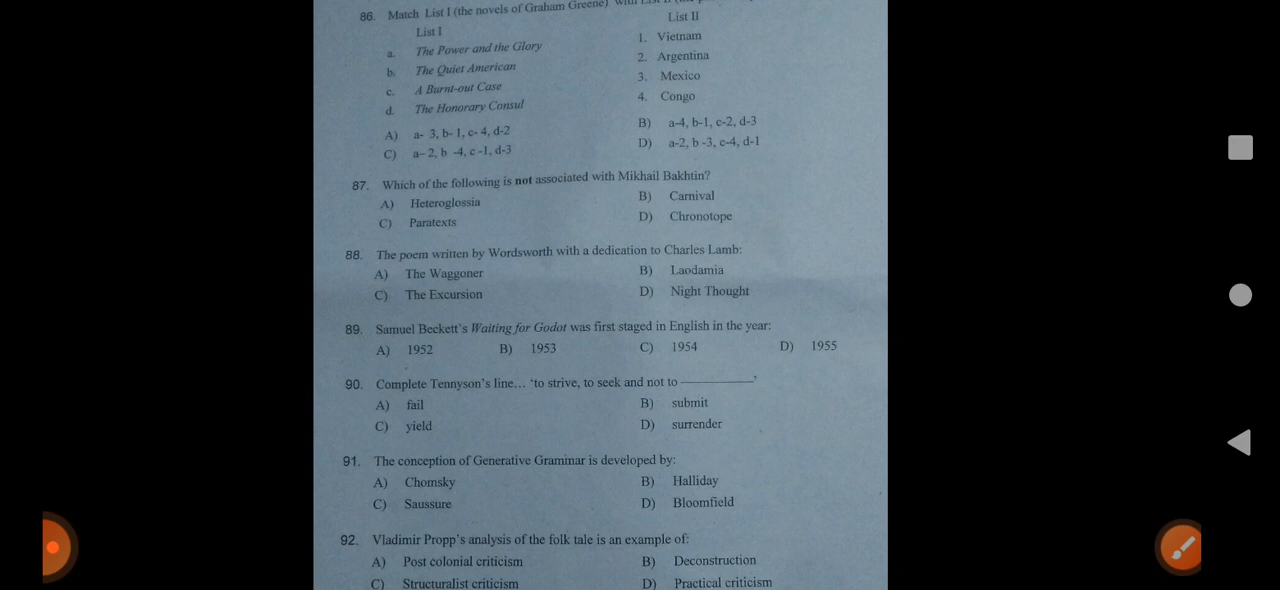 86. Match List I (the novels of Graham Greene) with List II
List I List II
a. The Power and the Glory 1. Vietnam
b. The Quiet American 2. Argentina
c. A Burnt-out Case 3. Mexico
d. The Honorary Consul 4. Congo
A) a- 3, b- 1, c- 4, d-2 B) a-4, b-1, c-2, d-3
C) a– 2, b -4, c -1, d-3 D) a-2, b -3, c-4, d-1
87. Which of the following is not associated with Mikhail Bakhtin?
A) Heteroglossia B) Carnival
C) Paratexts D) Chronotope
88. The poem written by Wordsworth with a dedication to Charles Lamb:
A) The Waggoner B) Laodamia
C) The Excursion D) Night Thought
89. Samuel Beckett's Waiting for Godot was first staged in English in the year:
A) 1952 B) 1953 C) 1954 D) 1955
90. Complete Tennyson's line... 'to strive, to seek and not to ————'
A) fail B) submit
C) yield D) surrender
91. The conception of Generative Grammar is developed by:
A) Chomsky B) Halliday
C) Saussure D) Bloomfield
92. Vladimir Propp's analysis of the folk tale is an example of:
A) Post colonial criticism B) Deconstruction
C) Structuralist criticism D) Practical criticism